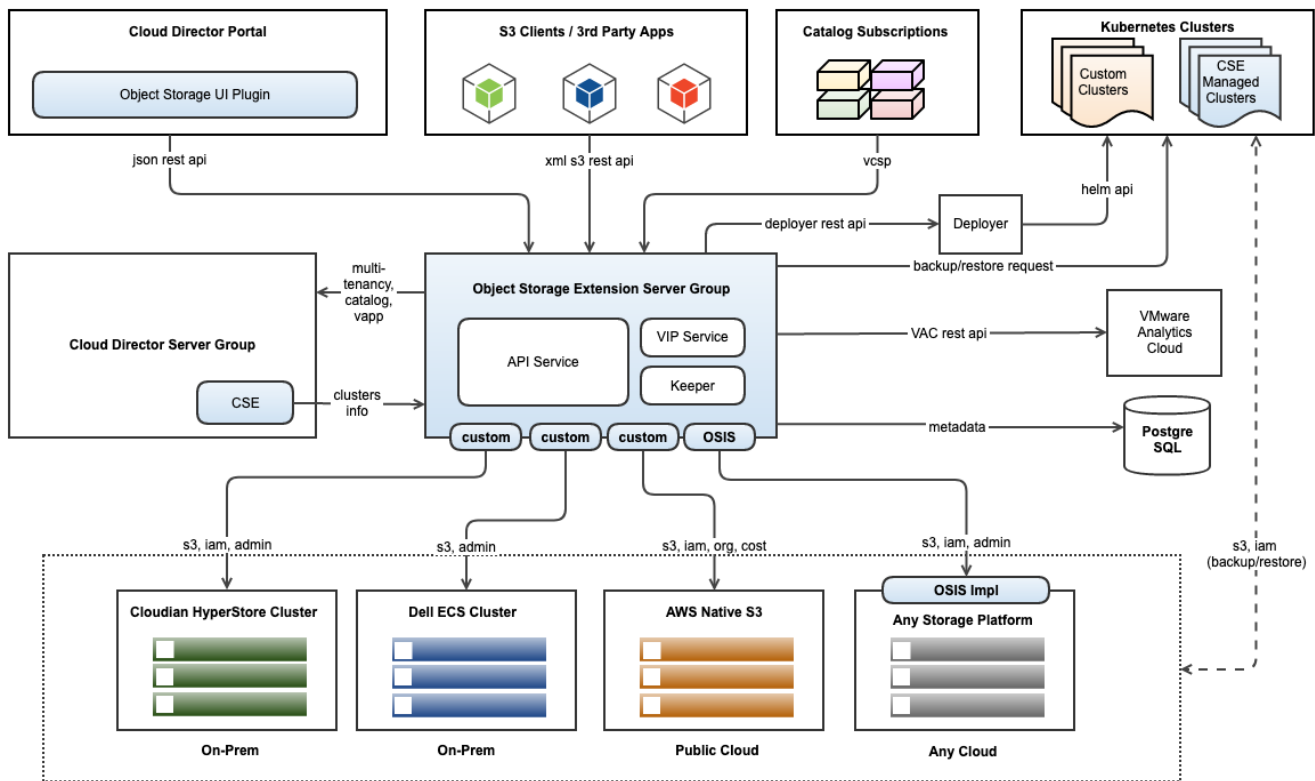 Cloud Director Portal
Object Storage UI Plugin
S3 Clients / 3rd Party Apps
Catalog Subscriptions
Kubernetes Clusters
Custom
Clusters
CSE
Managed
Clusters
json rest api
xml s3 rest api
vcsp
helm api
deployer rest api
Deployer
backup/restore request
multi-
tenancy,
catalog,
vapp
Cloud Director Server Group
CSE
clusters
info
Object Storage Extension Server Group
API Service
VIP Service
Keeper
VAC rest api
VMware
Analytics
Cloud
metadata
Postgre
SQL
custom
custom
custom
OSIS
s3, iam, admin
s3, admin
s3, iam, org, cost
s3, iam, admin
s3, iam
(backup/restore)
Cloudian HyperStore Cluster
Dell ECS Cluster
AWS Native S3
OSIS Impl
Any Storage Platform
On-Prem
On-Prem
Public Cloud
Any Cloud